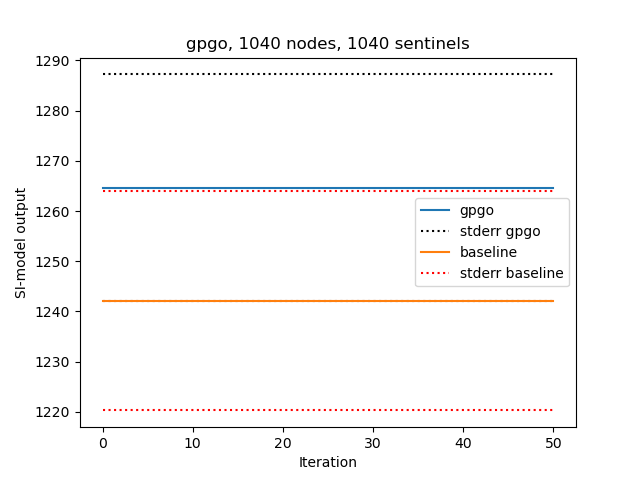 gpgo, 1040 nodes, 1040 sentinels
1290
1280
1270
1260
1250
1240
1230
1220
SI-model output
gpgo
stderr gpgo
baseline
stderr baseline
0 10 20 30 40 50
Iteration